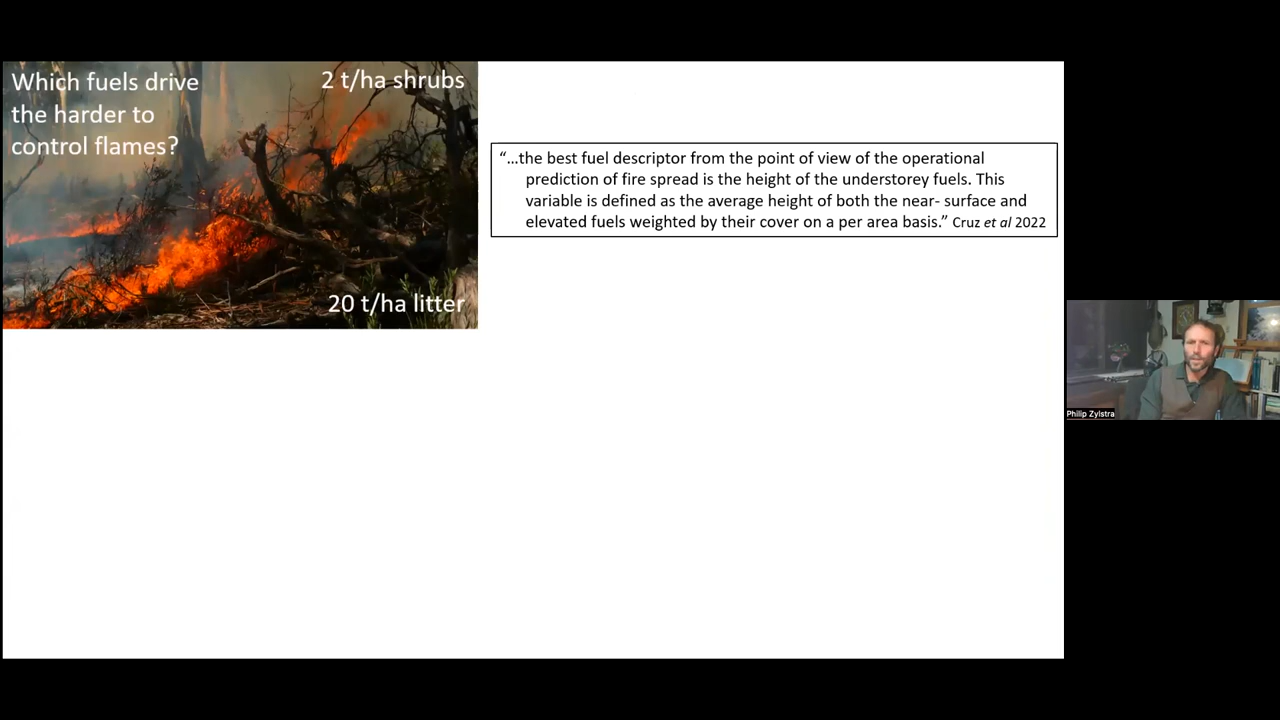 Which fuels drive
the harder to
control flames?
2 t/ha shrubs
20 t/ha litter
“…the best fuel descriptor from the point of view of the operational
prediction of fire spread is the height of the understorey fuels. This
variable is defined as the average height of both the near- surface and
elevated fuels weighted by their cover on a per area basis.” Cruz et al 2022
Philip Zylstra